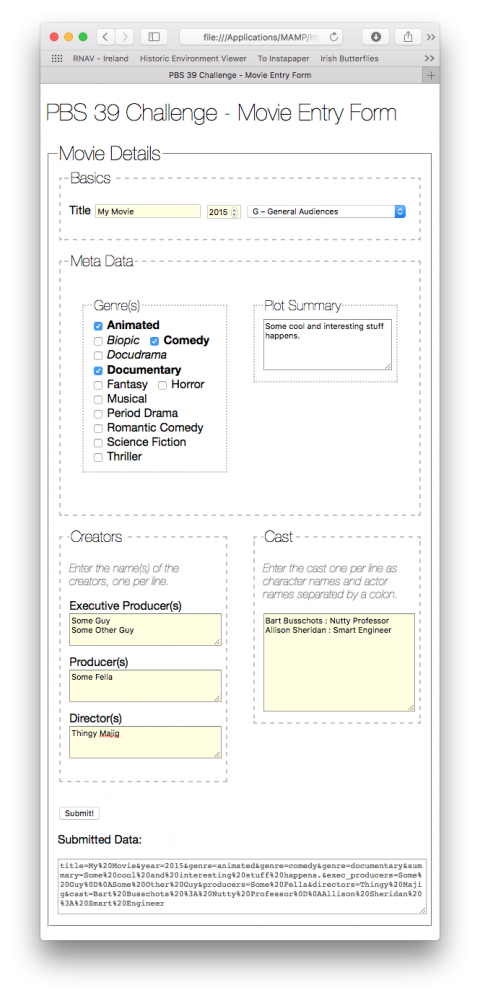 file:///Applications/MAMP/ht
RNAV – Ireland Historic Environment Viewer To Instapaper Irish Butterflies
PBS 39 Challenge - Movie Entry Form
PBS 39 Challenge - Movie Entry Form
Movie Details
Basics
Title My Movie 2015 G – General Audiences
Meta Data
Genre(s) Plot Summary
Animated
Biopic Comedy
Docudrama
Documentary
Fantasy Horror
Musical
Period Drama
Romantic Comedy
Science Fiction
Thriller
Some cool and interesting stuff
happens.
Creators
Enter the name(s) of the
creators, one per line.
Executive Producer(s)
Some Guy
Some Other Guy
Producer(s)
Some Fella
Director(s)
Thingy Majig
Cast
Enter the cast one per line as
character names and actor
names separated by a colon.
Bart Busschots : Nutty Professor
Allison Sheridan : Smart Engineer
Submit!
Submitted Data:
title=My%20Movie&year=2015&genre=animated&genre=comedy&genre=documentary&sum
mary=Some%20cool%20and%20interesting%20stuff%20happens.&exec_producers=Some%
20Guy%0D%0ASome%20Other%20Guy&producers=Some%20Fella&directors=Thingy%20Maji
g&cast=Bart%20Busschots%20%3A%20Nutty%20Professor%0D%0AAllison%20Sheridan%20
%3A%20Smart%20Engineer